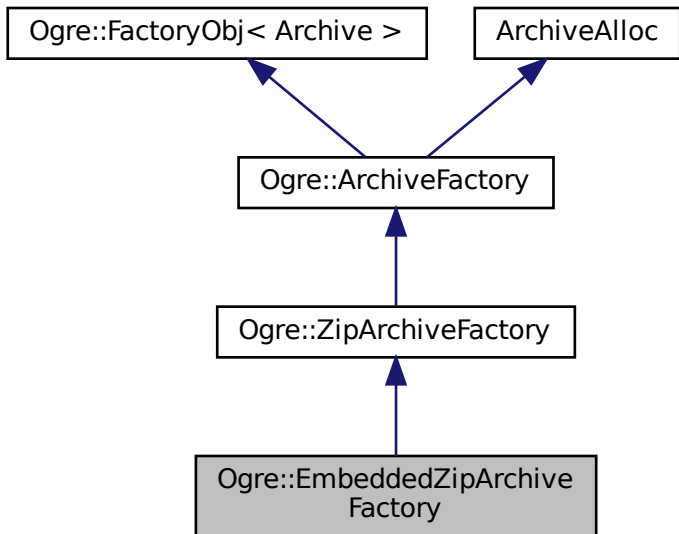 Ogre::FactoryObj< Archive >
ArchiveAlloc
Ogre::ArchiveFactory
Ogre::ZipArchiveFactory
Ogre::EmbeddedZipArchive
Factory